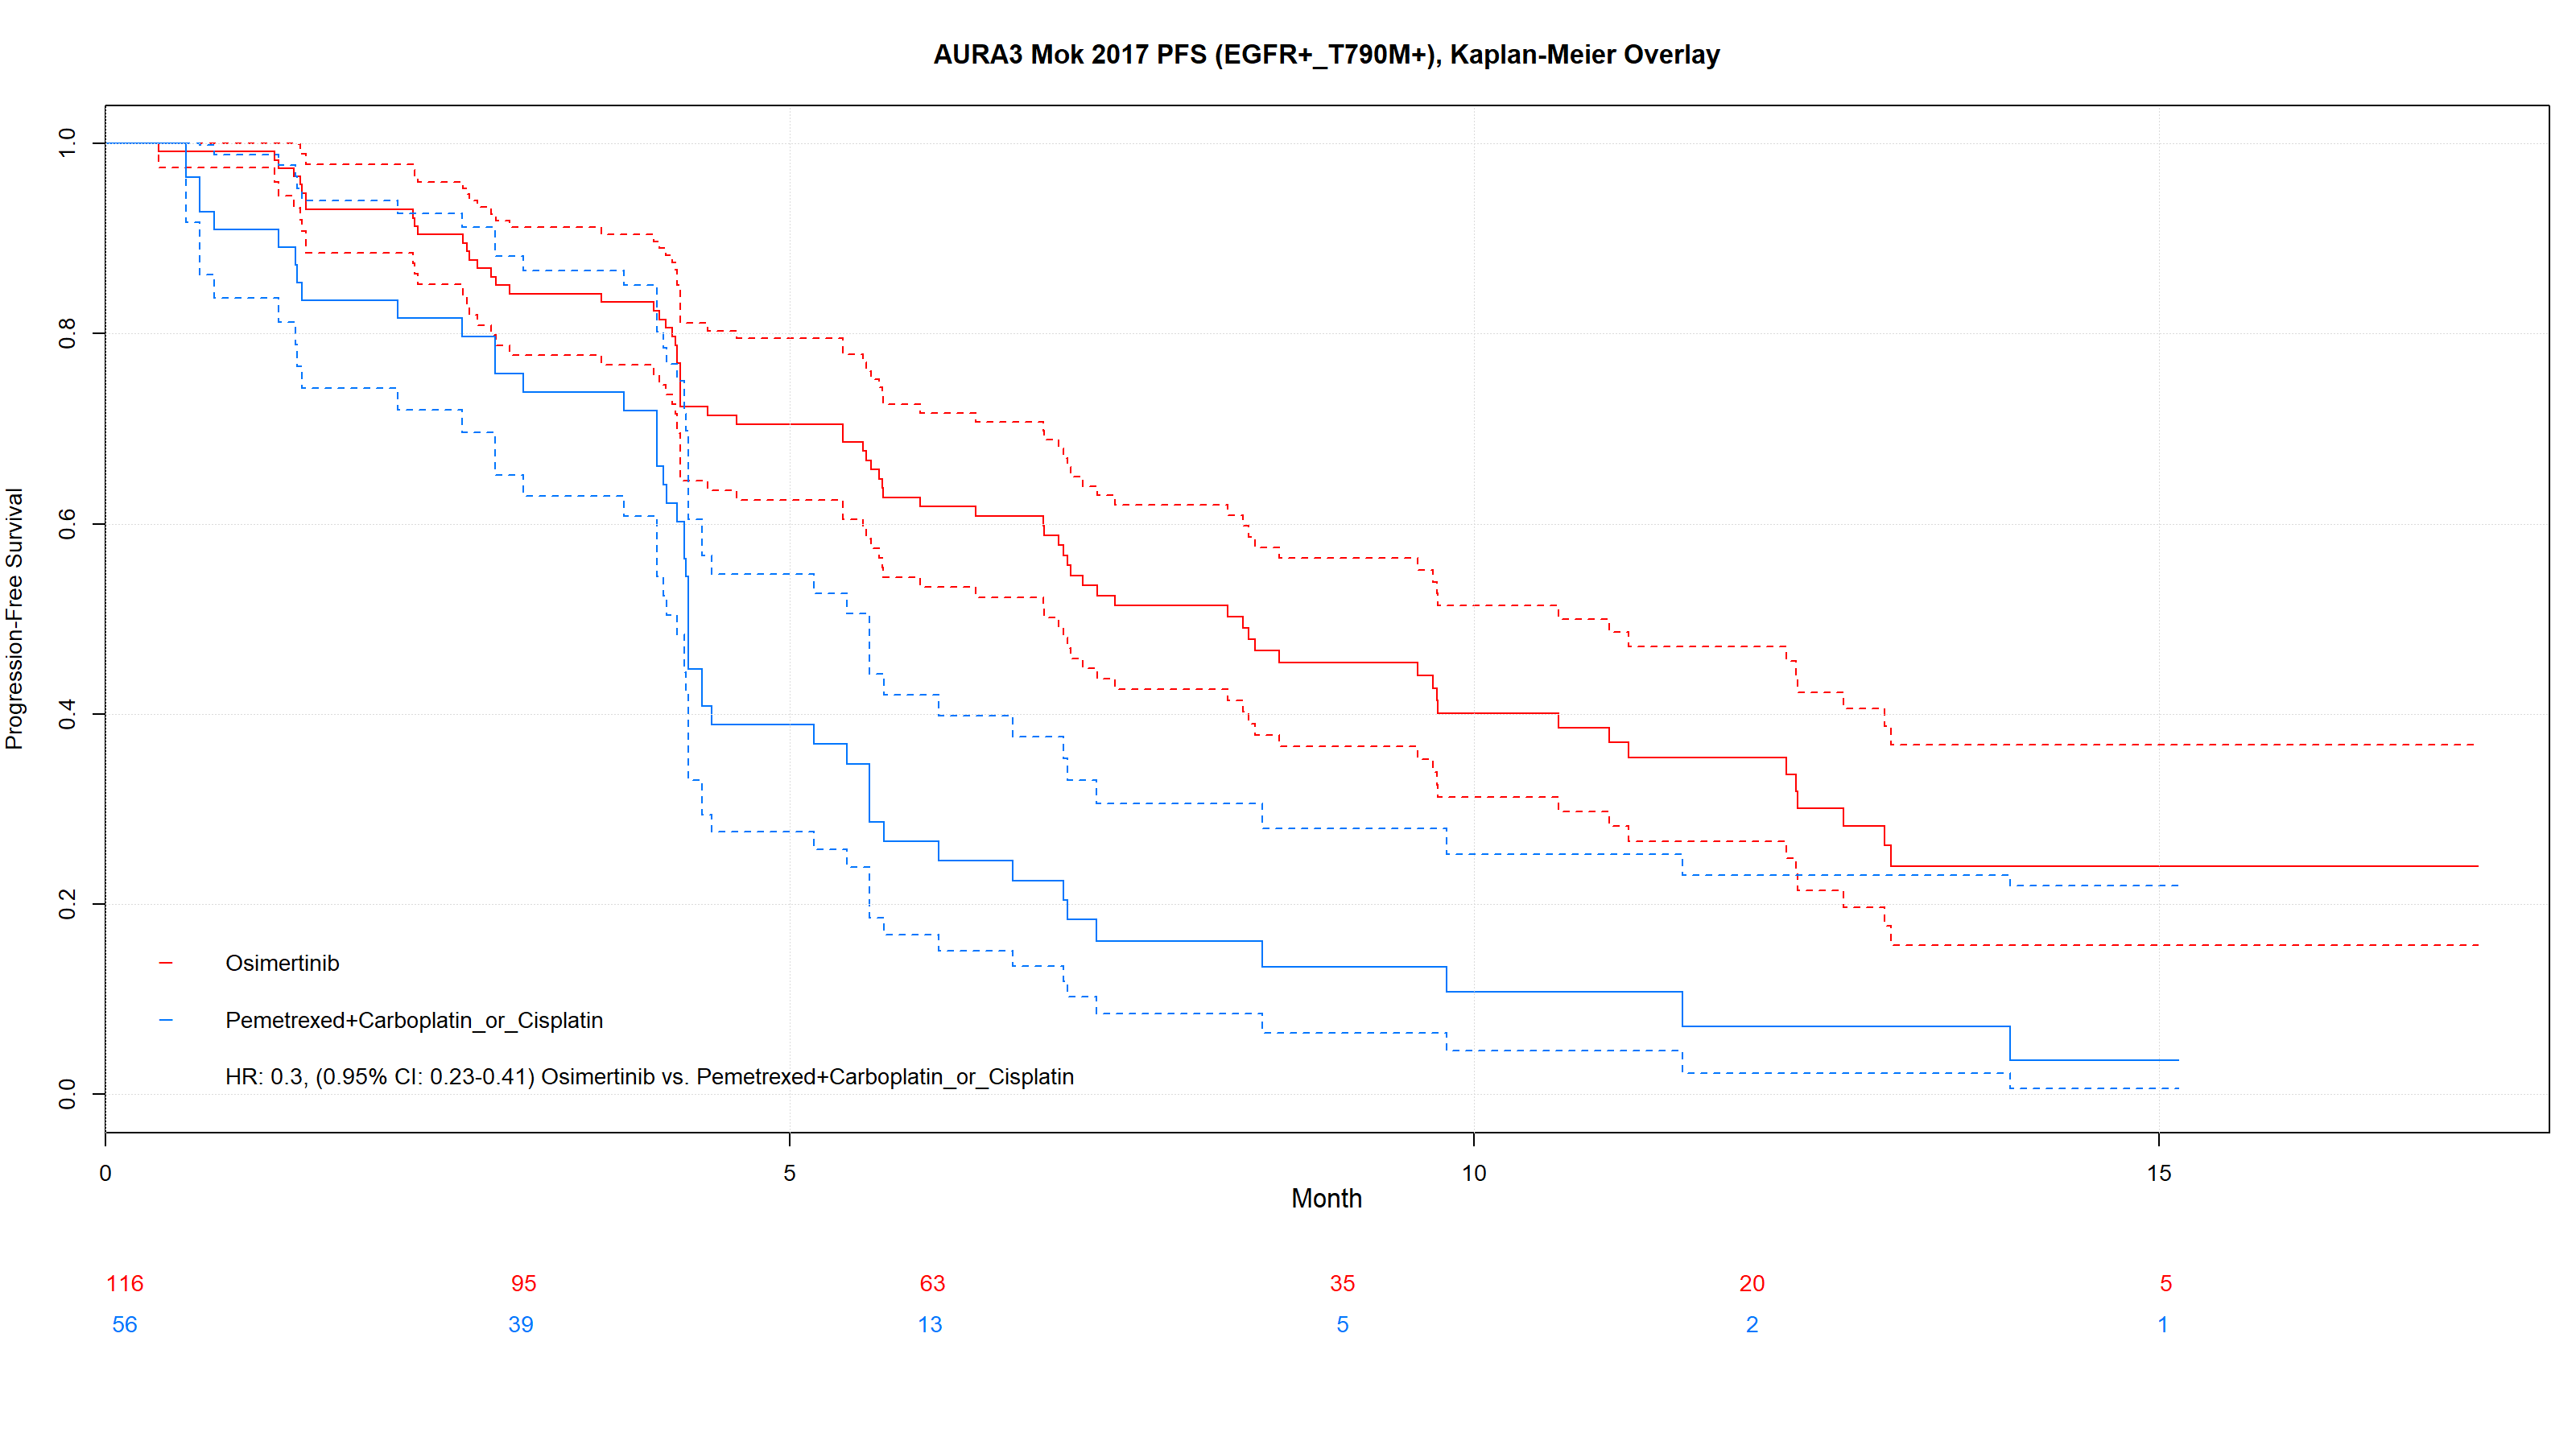 AURA3 Mok 2017 PFS (EGFR+_T790M+), Kaplan-Meier Overlay
Progression-Free Survival
1.0
0.8
0.6
0.4
0.2
0.0
Osimertinib
Pemetrexed+Carboplatin_or_Cisplatin
HR: 0.3, (0.95% CI: 0.23-0.41) Osimertinib vs. Pemetrexed+Carboplatin_or_Cisplatin
0 5 10 15
Month
116 95 63 35 20 5
56 39 13 5 2 1